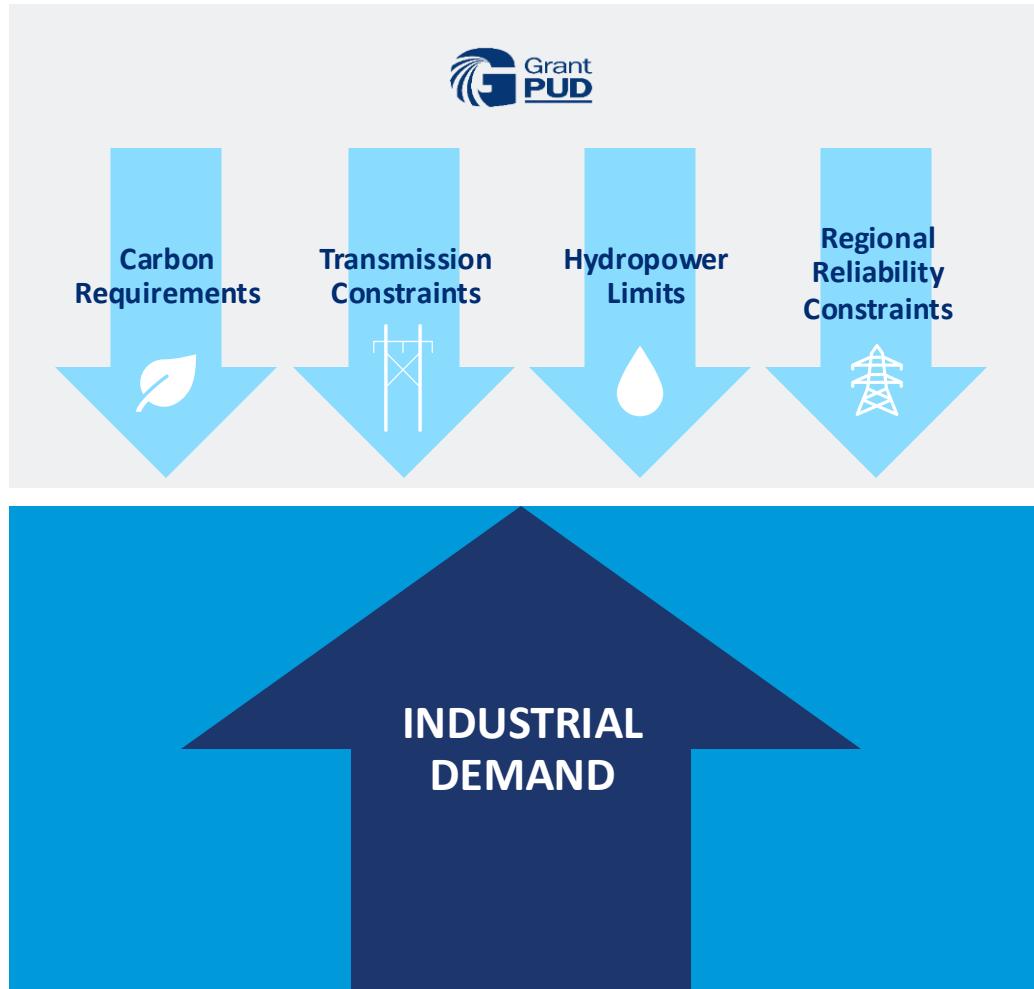 Grant
PUD
Carbon
Requirements
Transmission
Constraints
Hydropower
Limits
Regional
Reliability
Constraints
INDUSTRIAL
DEMAND